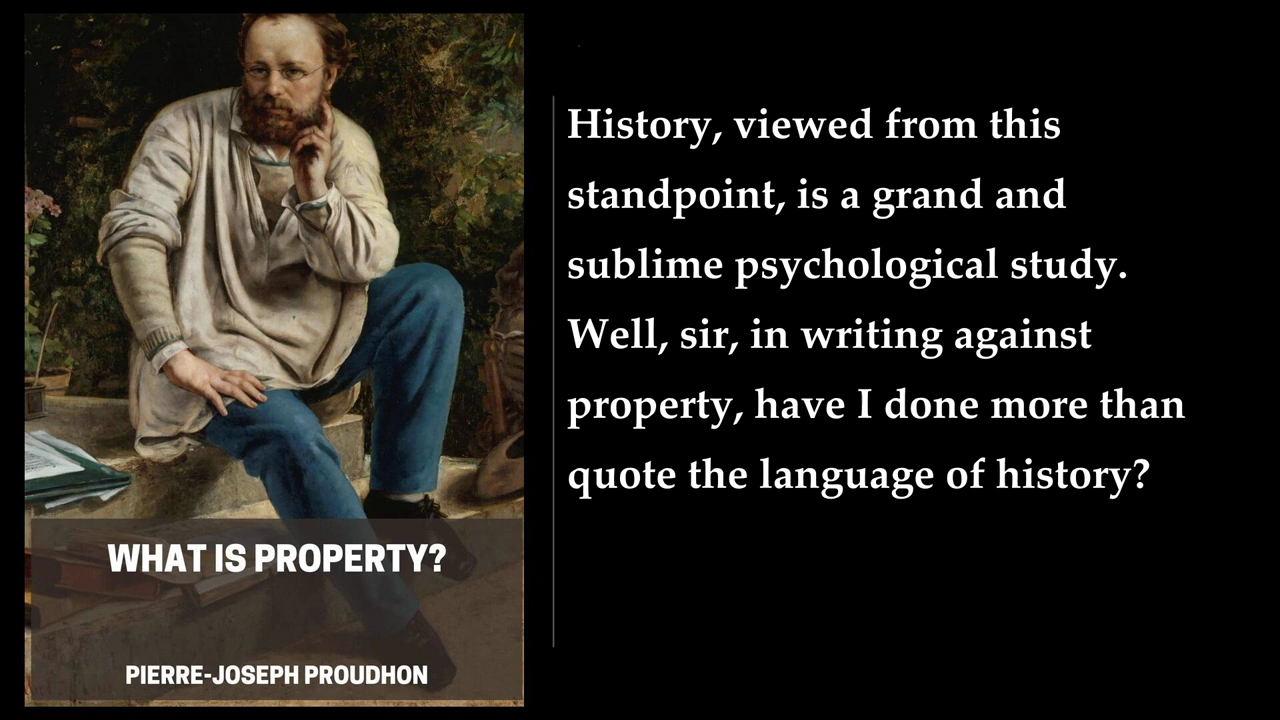 WHAT IS PROPERTY?
PIERRE-JOSEPH PROUDHON
History, viewed from this
standpoint, is a grand and
sublime psychological study.
Well, sir, in writing against
property, have I done more than
quote the language of history?